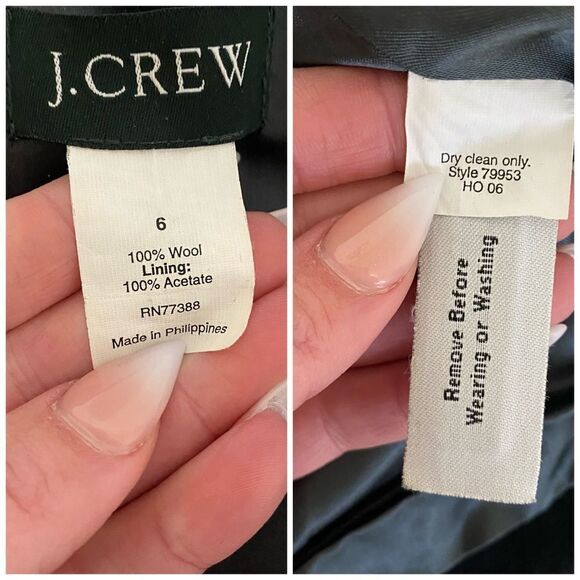 J.CREW
6
100% Wool
Lining:
100% Acetate
RN77388
Made in Philippines
Dry clean only.
Style 79953
HO 06
Remove Before
Wearing or Washing